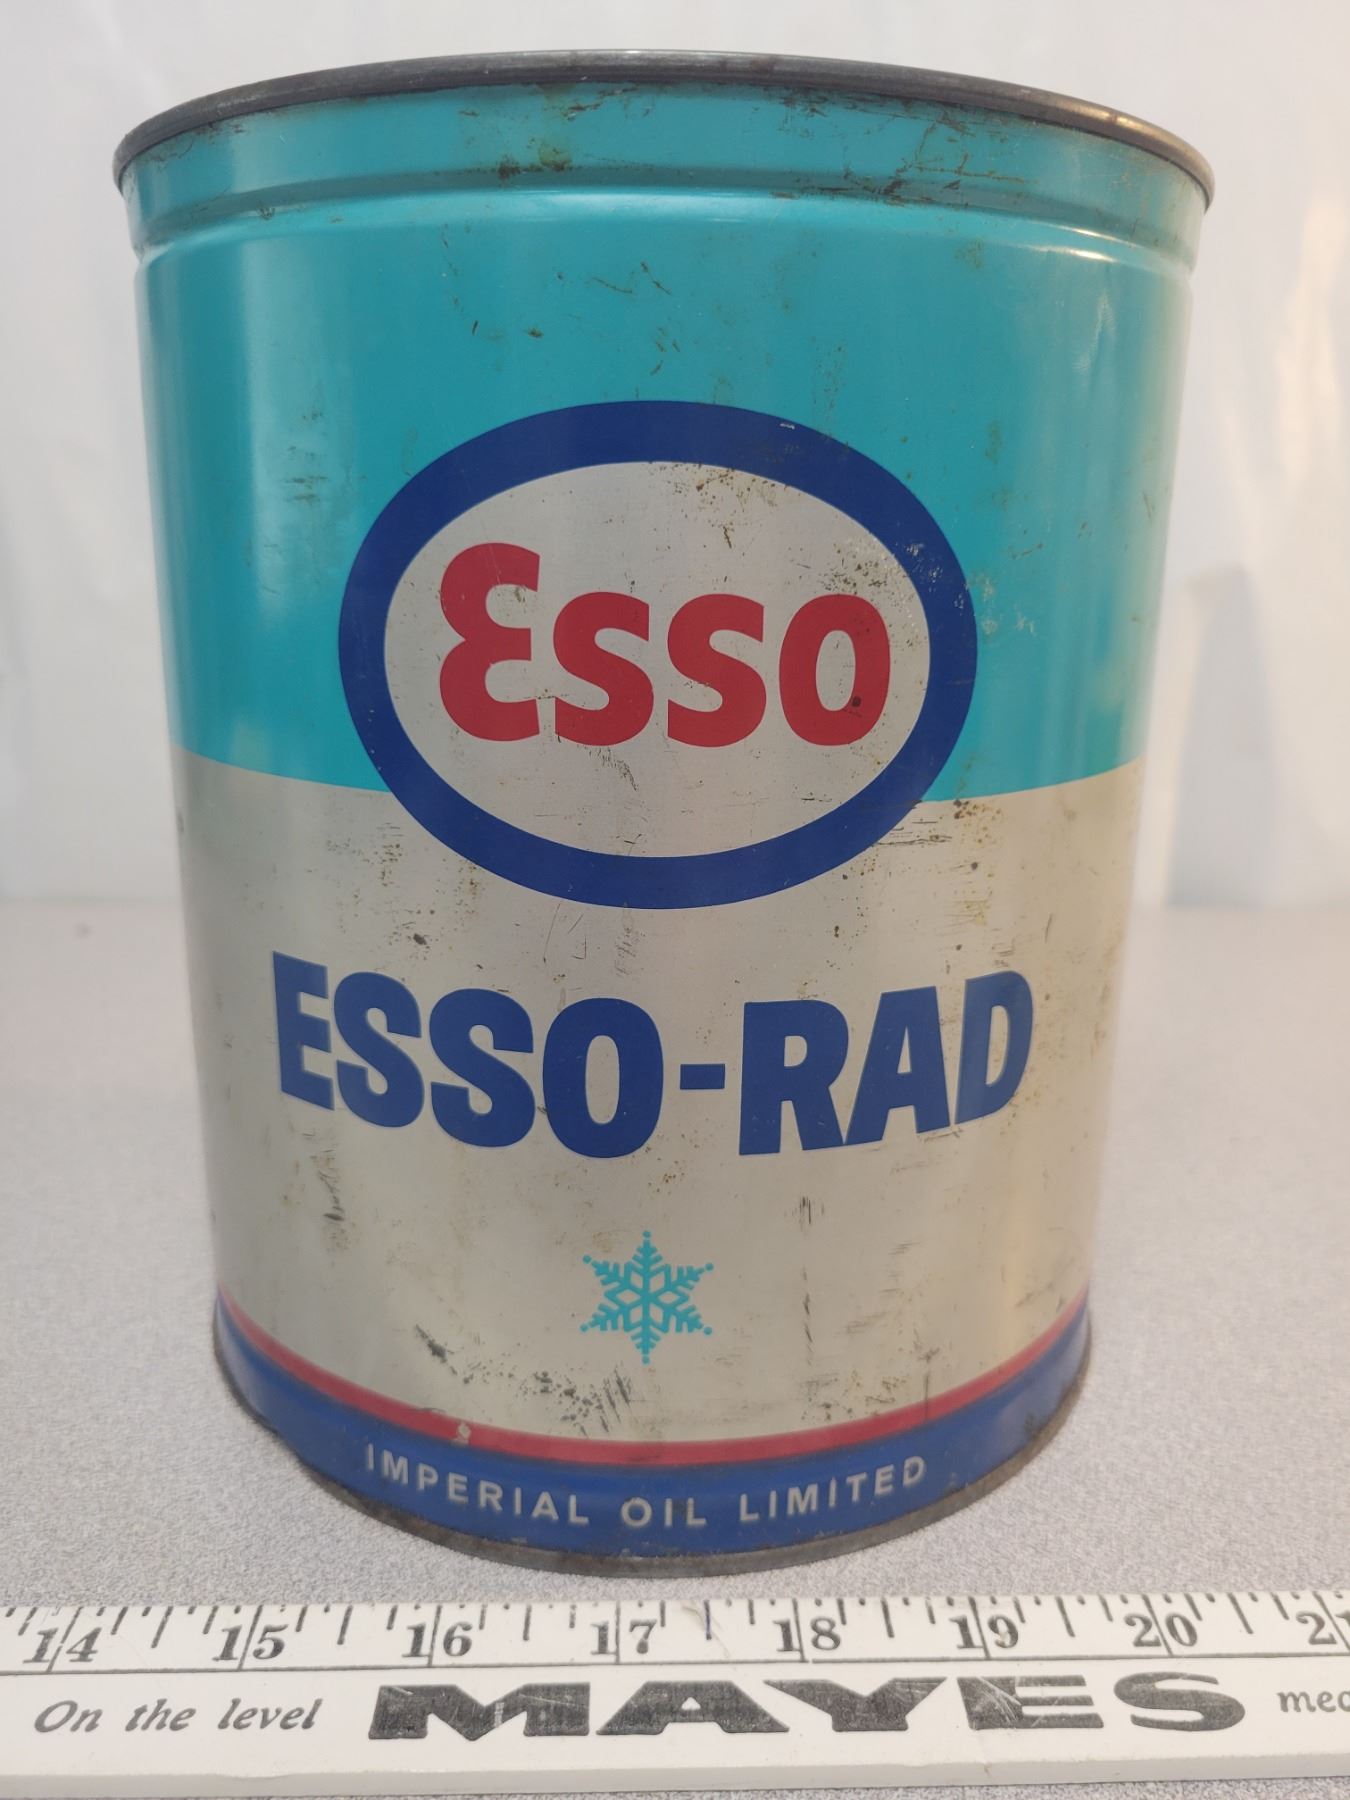 Esso
ESSO-RAD
IMPERIAL OIL LIMITED
14 15 16 17 18 19 20
On the level MAYES